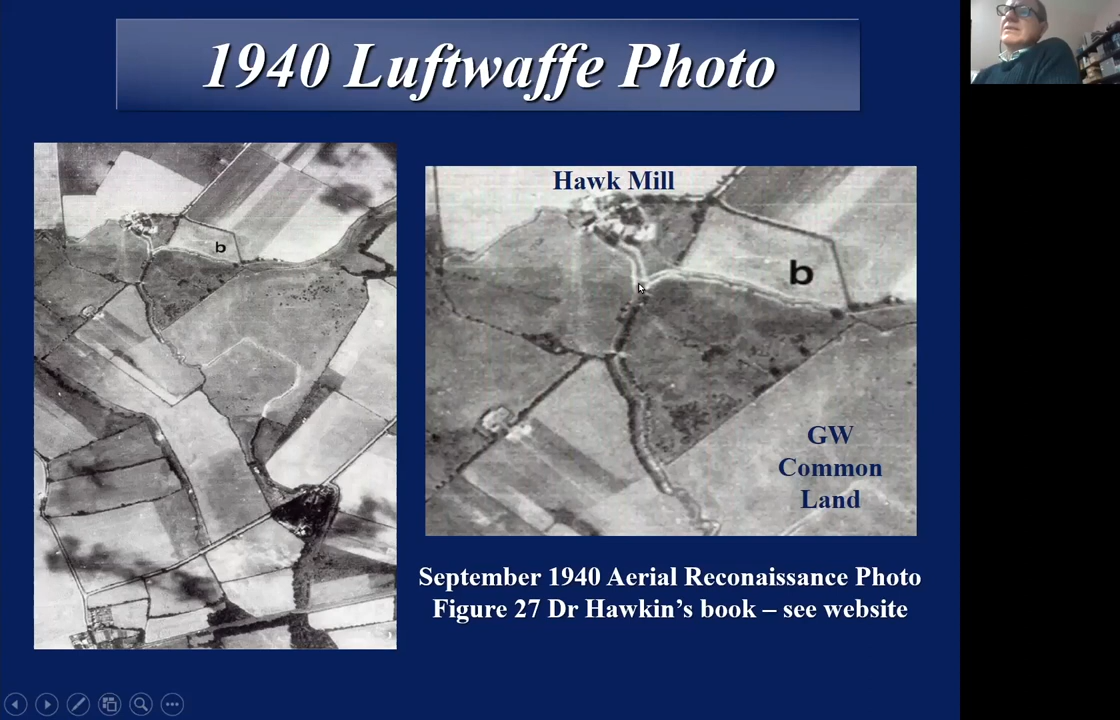 1940 Luftwaffe Photo
b
Hawk Mill
b
GW
Common
Land
September 1940 Aerial Reconaissance Photo
Figure 27 Dr Hawkin's book – see website